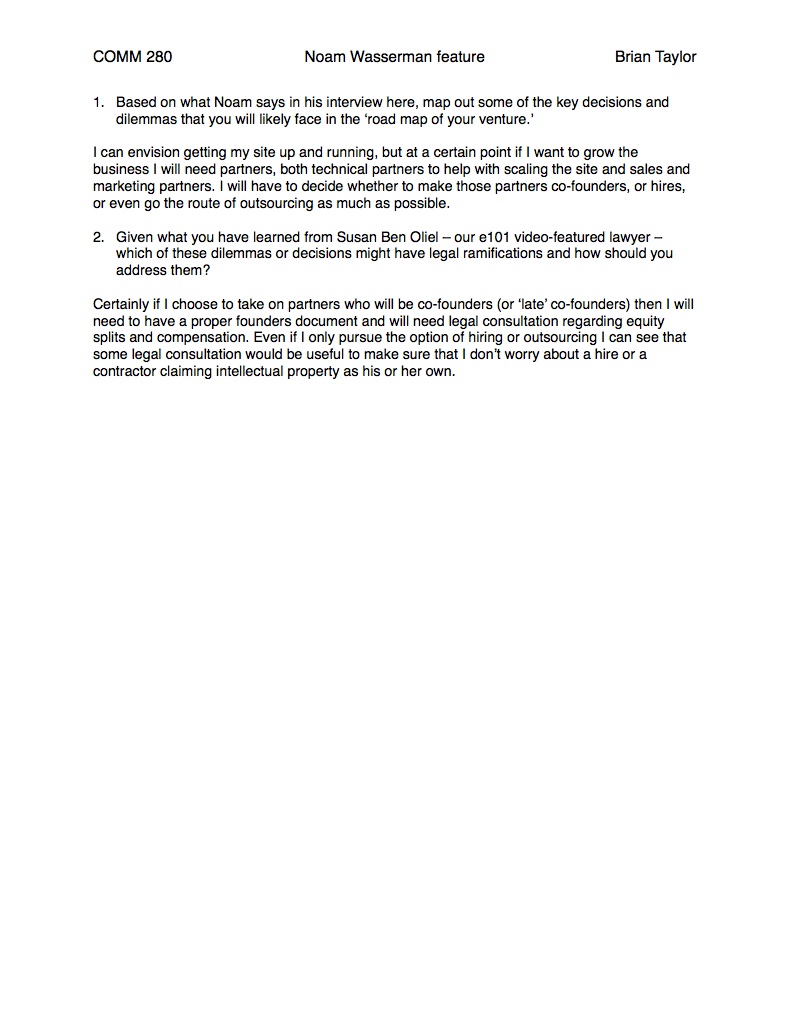 COMM 280 Noam Wasserman feature Brian Taylor
1. Based on what Noam says in his interview here, map out some of the key decisions and
dilemmas that you will likely face in the ‘road map of your venture.’
I can envision getting my site up and running, but at a certain point if I want to grow the
business I will need partners, both technical partners to help with scaling the site and sales and
marketing partners. I will have to decide whether to make those partners co-founders, or hires,
or even go the route of outsourcing as much as possible.
2. Given what you have learned from Susan Ben Oliel – our e101 video-featured lawyer –
which of these dilemmas or decisions might have legal ramifications and how should you
address them?
Certainly if I choose to take on partners who will be co-founders (or ‘late’ co-founders) then I will
need to have a proper founders document and will need legal consultation regarding equity
splits and compensation. Even if I only pursue the option of hiring or outsourcing I can see that
some legal consultation would be useful to make sure that I don’t worry about a hire or a
contractor claiming intellectual property as his or her own.